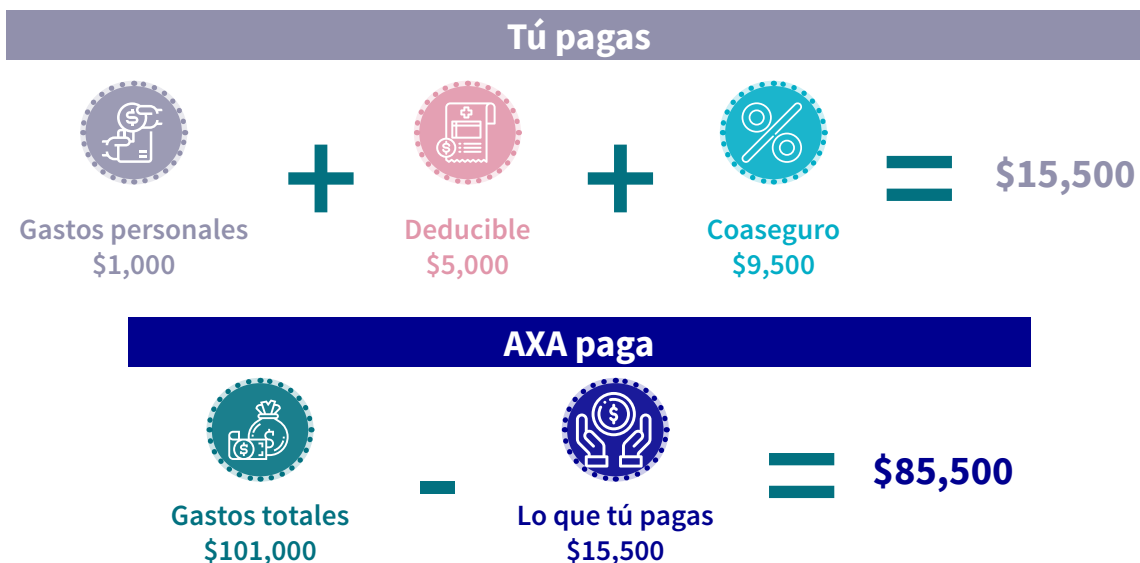 Tú pagas
Gastos personales
$1,000
+
Deducible
$5,000
+
Coaseguro
$9,500
=
$15,500
AXA paga
Gastos totales
$101,000
-
Lo que tú pagas
$15,500
=
$85,500